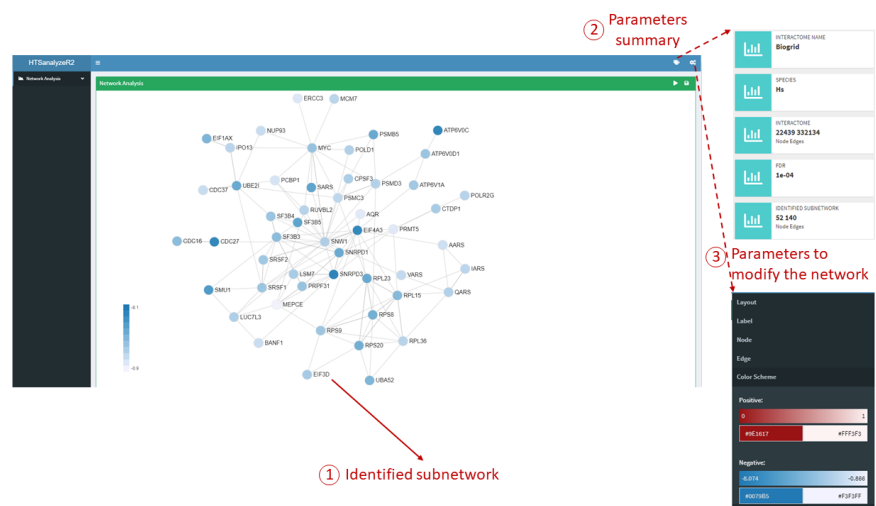 ② Parameters
summary
HTSanalyzeR2
Network Analysis
Network Analysis
ERCC3
MCM7
NUP93
EIF1AX
IPO13
MYC
POLD1
PSMB5
ATP6V0C
ATP6V0D1
PCBP1
CPSF3
CDC37
UBE2I
SARS
PSMC3
PSMD3
ATP6V1A
POLR2G
RUVBL2
AQR
CTDP1
SF3B4
SF3B5
EIF4A3
PRMT5
CDC16
CDC27
SF3B3
SNW1
AARS
SRSF2
SNRPD1
LSM7
SNRPD3
RPL23
VARS
IARS
SMU1
SRSF1
PRPF31
RPL15
QARS
MEPCE
LUC7L3
RPS8
RPS9
BANF1
RPS20
RPL36
EIF3D
UBA52
-8.1
-0.9
① Identified subnetwork
INTERACTOME NAME
Biogrid
SPECIES
Hs
INTERACTOME
22439 332134
Node Edges
FDR
1e-04
IDENTIFIED SUBNETWORK
52 140
Node Edges
③ Parameters to
modify the network
Layout
Label
Node
Edge
Color Scheme
Positive:
0 1
#9E1617 #FFF3F3
Negative:
-8.074 -0.866
#0079B5 #F3F3FF